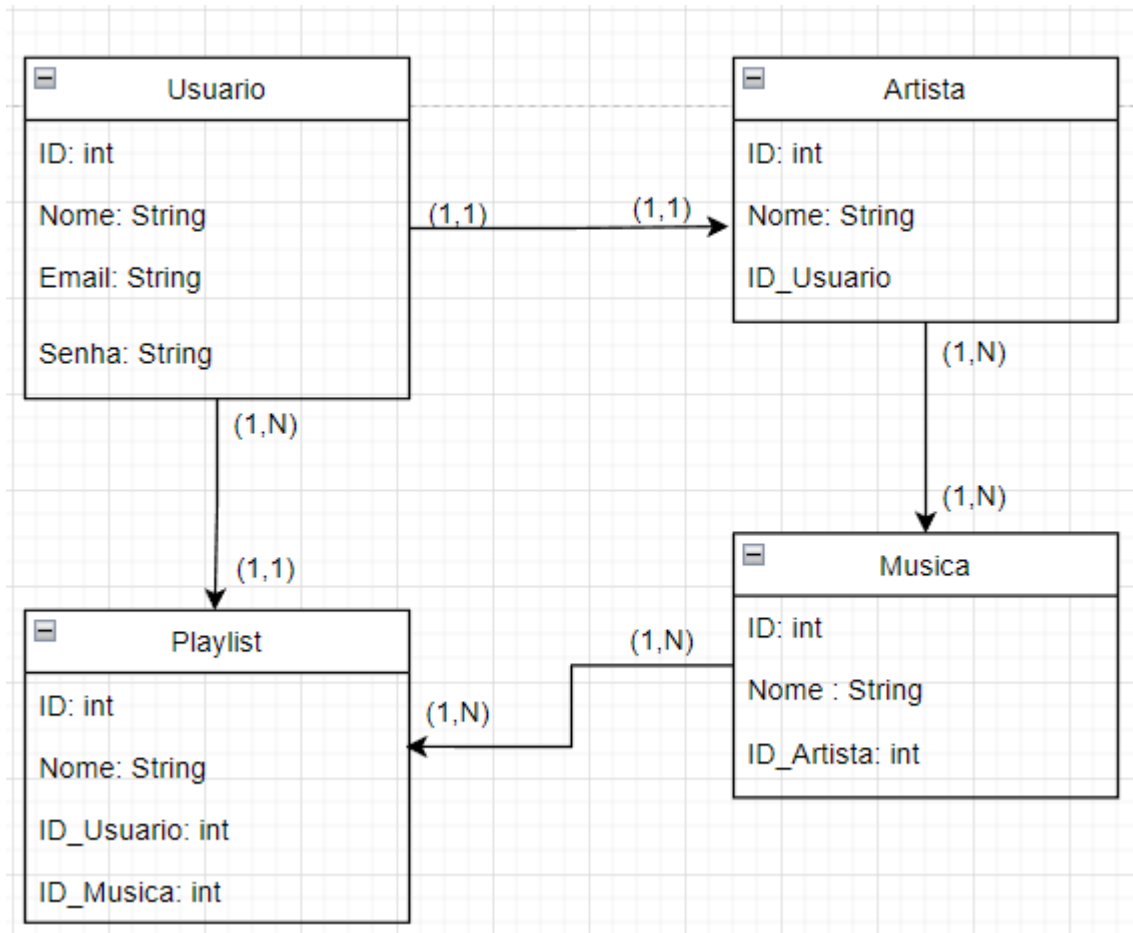 Usuario
ID: int
Nome: String
Email: String
Senha: String
(1,1)
(1,1)
Artista
ID: int
Nome: String
ID_Usuario
(1,N)
(1,1)
(1,N)
(1,N)
Playlist
ID: int
Nome: String
ID_Usuario: int
ID_Musica: int
(1,N)
(1,N)
Musica
ID: int
Nome : String
ID_Artista: int